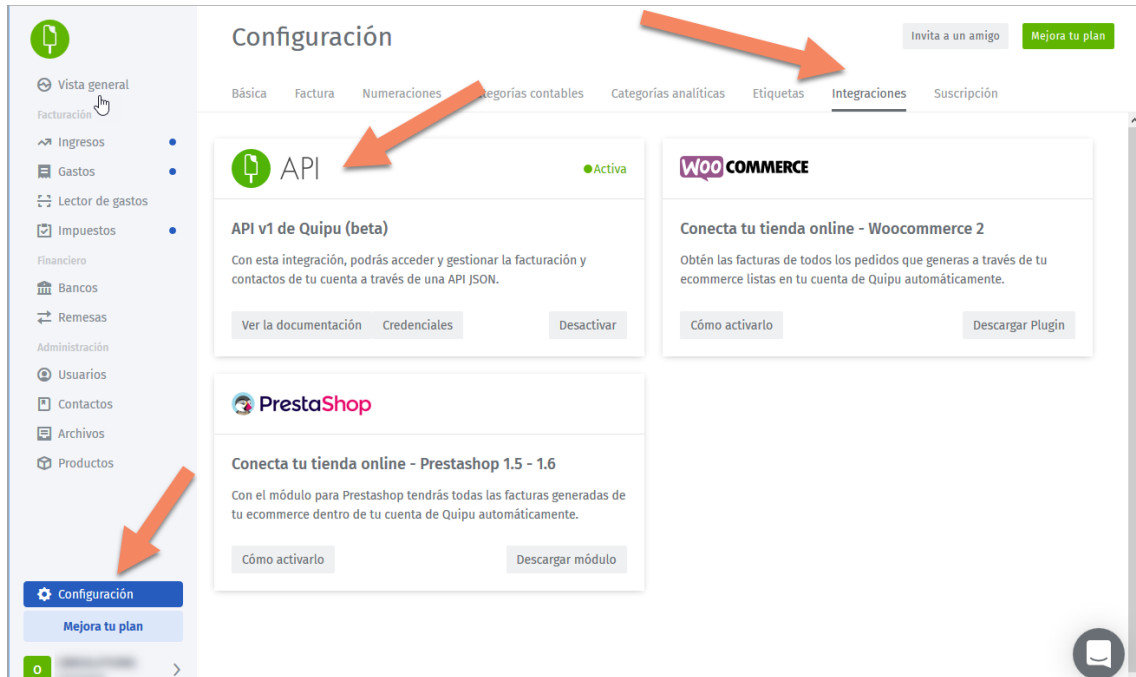 Configuración
Invita a un amigo
Mejora tu plan
Vista general
Facturación
Ingresos
Gastos
Lector de gastos
Impuestos
Financiero
Bancos
Remesas
Administración
Usuarios
Contactos
Archivos
Productos
Configuración
Mejora tu plan
O
Básica Factura Numeraciones contables Categorías analíticas Etiquetas Integraciones Suscripción
API
Activa
API v1 de Quipu (beta)
Con esta integración, podrás acceder y gestionar la facturación y
contactos de tu cuenta a través de una API JSON.
Ver la documentación Credenciales Desactivar
WOO COMMERCE
Conecta tu tienda online - Woocommerce 2
Obtén las facturas de todos los pedidos que generas a través de tu
ecommerce listas en tu cuenta de Quipu automáticamente.
Cómo activarlo Descargar Plugin
PrestaShop
Conecta tu tienda online - Prestashop 1.5 - 1.6
Con el módulo para Prestashop tendrás todas las facturas generadas de
tu ecommerce dentro de tu cuenta de Quipu automáticamente.
Cómo activarlo Descargar módulo